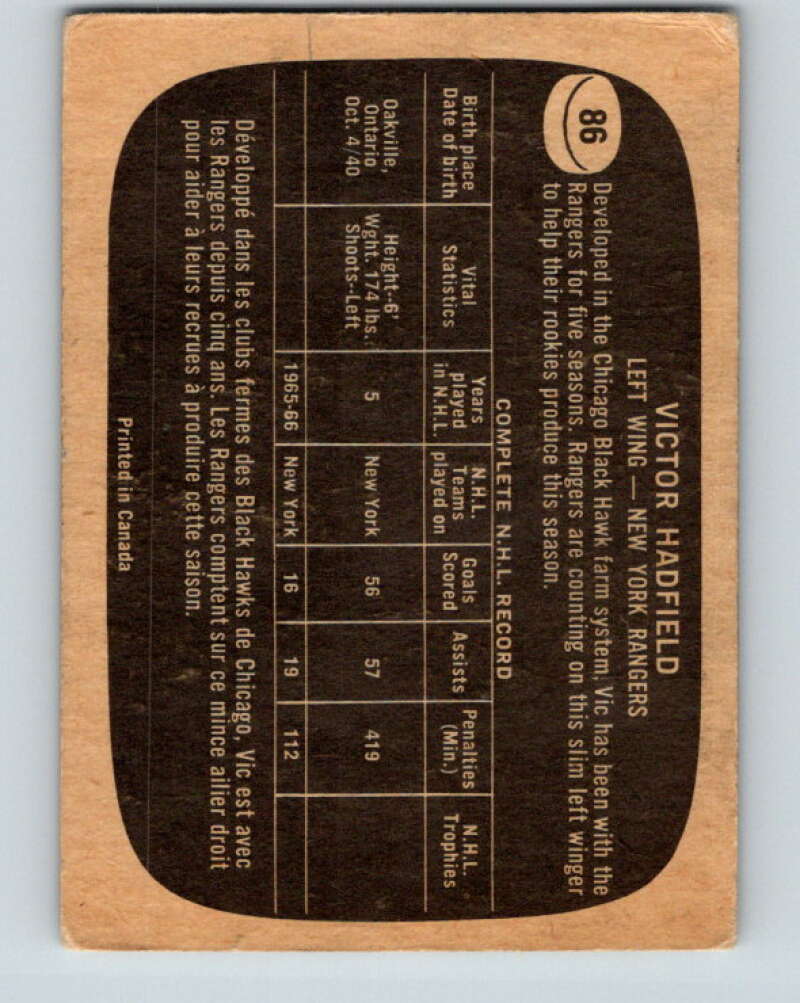 VICTOR HADFIELD
LEFT WING — NEW YORK RANGERS
86
Developed in the Chicago Black Hawk farm system, Vic has been with the
Rangers for five seasons. Rangers are counting on this slim left winger
to help their rookies produce this season.
COMPLETE N.H.L. RECORD
Birth place Date of birth | Vital Statistics | Years played in N.H.L. | N.H.L. Teams played on | Goals Scored | Assists | Penalties (Min.) | N.H.L. Trophies
Oakville, Ontario Oct. 4/40 | Height--6' Wght. 174 lbs. Shoots--Left | 5 | New York | 56 | 57 | 419
1965-66 | New York | 16 | 19 | 112
Développé dans les clubs fermes des Black Hawks de Chicago, Vic est avec
les Rangers depuis cinq ans. Les Rangers comptent sur ce mince ailier droit
pour aider à leurs recrues à produire cette saison.
Printed in Canada